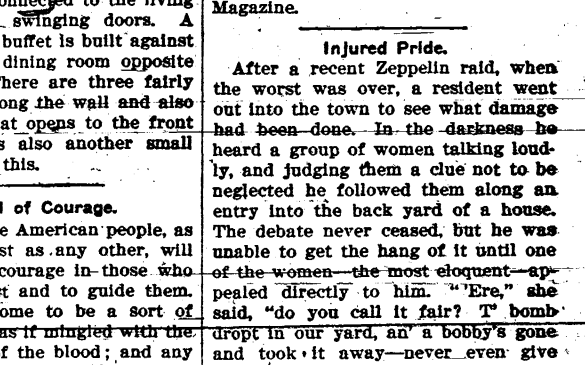 connected to the living
swinging doors. A
buffet is built against
dining room opposite
here are three fairly
ong the wall and also
at opens to the front
s also another small
this.
l of Courage.
e American people, as
st as any other, will
courage in those who
t and to guide them.
ome to be a sort of
as if mingled with the
f the blood; and any
Magazine.
Injured Pride.
After a recent Zeppelin raid, when
the worst was over, a resident went
out into the town to see what damage
had been done. In the darkness he
heard a group of women talking loud-
ly, and judging them a clue not to be
neglected he followed them along an
entry into the back yard of a house.
The debate never ceased, but he was
unable to get the hang of it until one
of the women—the most eloquent—ap-
pealed directly to him. "'Ere," she
said, "do you call it fair? T' bomb
dropt in our yard, an' a bobby's gone
and took it away—never even give